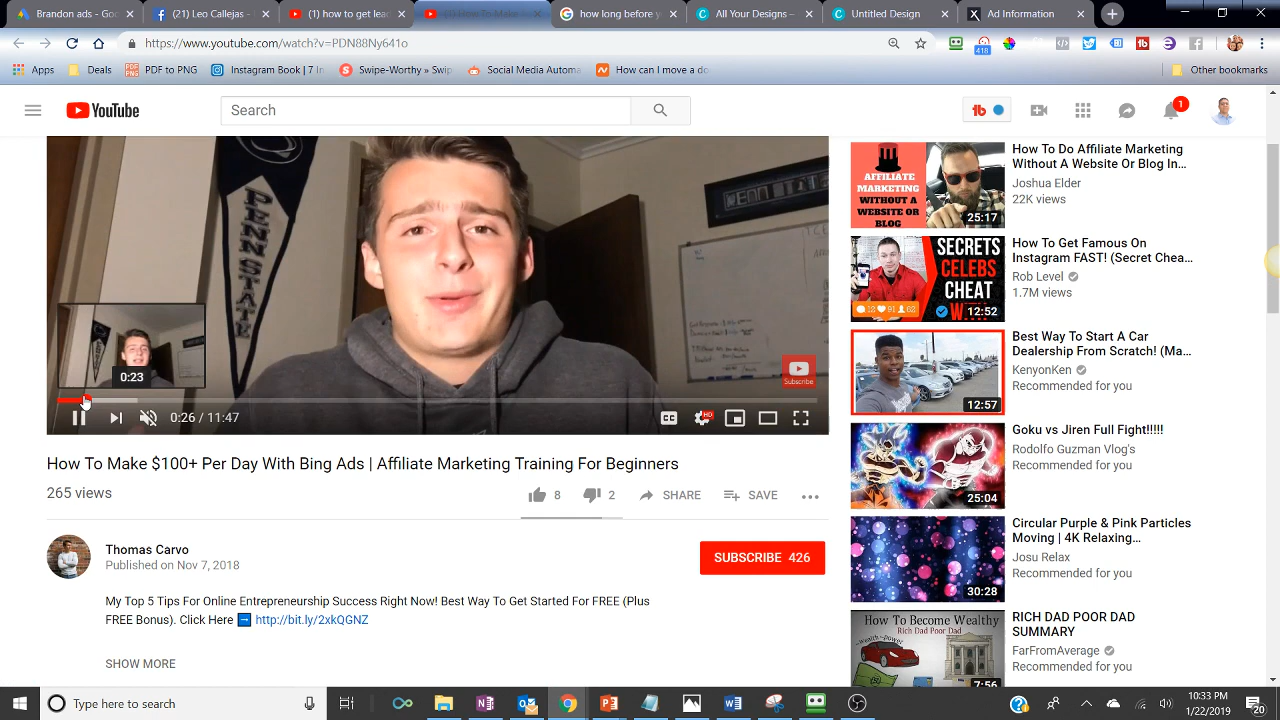 Brandon ads - Goo
(21) Leo Callejas -
(1) how to get lea
(1) How To Make
how long before y
All Your Designs –
Untitled Design
Ad Information
https://www.youtube.com/watch?v=PDN88Ny641o
418
Apps
Deals
PDF to PNG
Instagram Book | 7 In
Swipe-Worthy » Swip
Social Media Automa
How can I move a do
Other bookmarks
YouTube
Search
1
0:23
Subscribe
0:26 / 11:47
CC
HD
How To Make $100+ Per Day With Bing Ads | Affiliate Marketing Training For Beginners
265 views
8
2
SHARE
SAVE
Thomas Carvo
Published on Nov 7, 2018
SUBSCRIBE 426
My Top 5 Tips For Online Entrepreneurship Success Right Now! Best Way To Get Started For FREE (Plus
FREE Bonus). Click Here ➡ http://bit.ly/2xkQGNZ
SHOW MORE
AFFILIATE
MARKETING
WITHOUT A
WEBSITE OR
BLOG
25:17
How To Do Affiliate Marketing
Without A Website Or Blog In...
Joshua Elder
22K views
SECRETS
CELEBS
CHEAT
12:52
How To Get Famous On
Instagram FAST! (Secret Chea...
Rob Level
1.7M views
12:57
Best Way To Start A Car
Dealership From Scratch! (Ma...
KenyonKen
Recommended for you
25:04
Goku vs Jiren Full Fight!!!!!
Rodolfo Guzman Vlog's
Recommended for you
30:28
Circular Purple & Pink Particles
Moving | 4K Relaxing...
Josu Relax
Recommended for you
How To Become Wealthy
Rich Dad Poor Dad
7:56
RICH DAD POOR DAD
SUMMARY
FarFromAverage
Recommended for you
Type here to search
10:33 PM
1/22/2019
20